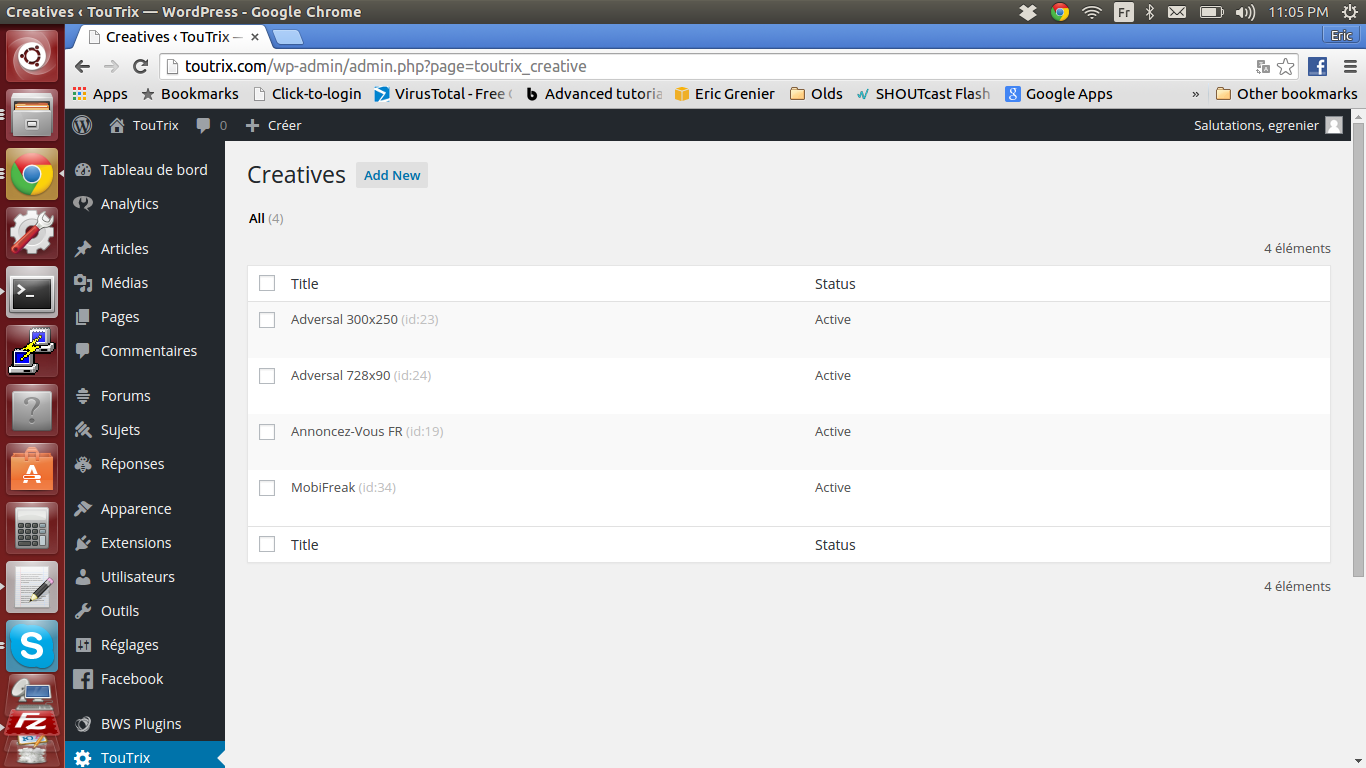 Creatives ‹ TouTrix — WordPress - Google Chrome
Fr
11:05 PM
Creatives ‹ TouTrix —
Eric
toutrix.com/wp-admin/admin.php?page=toutrix_creative
Apps Bookmarks Click-to-login VirusTotal - Free Advanced tutoria Eric Grenier Olds SHOUTcast Flash Google Apps » Other bookmarks
TouTrix 0 Créer Salutations, egrenier
Tableau de bord
Analytics
Articles
Médias
Pages
Commentaires
Forums
Sujets
Réponses
Apparence
Extensions
Utilisateurs
Outils
Réglages
Facebook
BWS Plugins
TouTrix
Creatives Add New
All (4)
4 éléments
Title Status
Adversal 300x250 (id:23) Active
Adversal 728x90 (id:24) Active
Annoncez-Vous FR (id:19) Active
MobiFreak (id:34) Active
Title Status
4 éléments